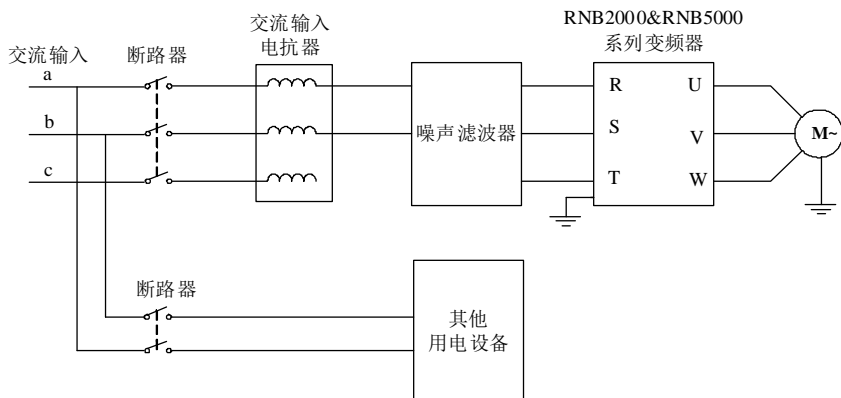 RNB2000&RNB5000
系列变频器
交流输入
电抗器
交流输入
断路器
a
b
c
噪声滤波器
R
S
T
U
V
W
M~
断路器
其他
用电设备